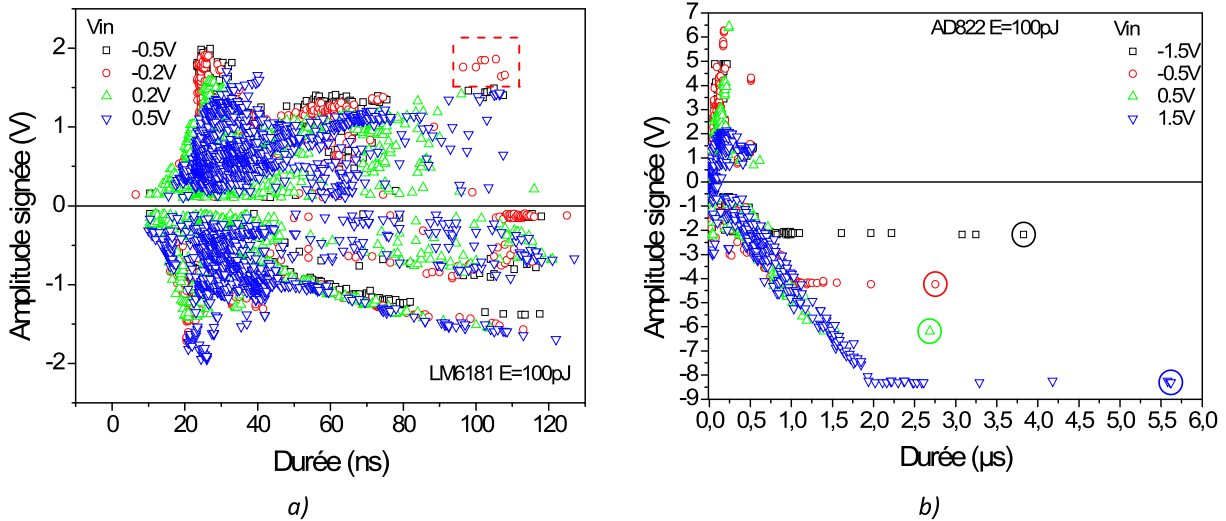 Vin
-0.5V
-0.2V
0.2V
0.5V
2
1
0
-1
-2
Amplitude signée (V)
LM6181 E=100pJ
0 20 40 60 80 100 120
Durée (ns)
a)
AD822 E=100pJ
Vin
-1.5V
-0.5V
0.5V
1.5V
7
6
5
4
3
2
1
0
-1
-2
-3
-4
-5
-6
-7
-8
-9
Amplitude signée (V)
0,0 0,5 1,0 1,5 2,0 2,5 3,0 3,5 4,0 4,5 5,0 5,5 6,0
Durée (µs)
b)